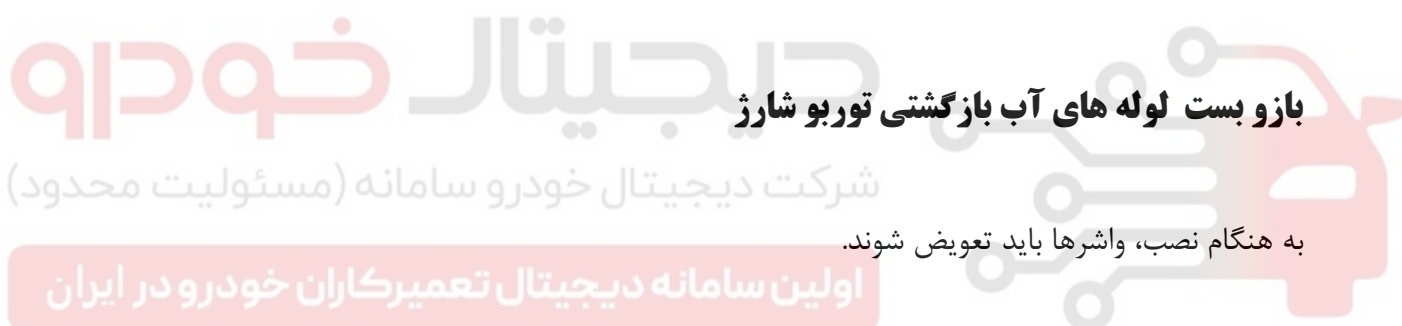 دیجیتال خودرو
بازو بست لوله های آب بازگشتی توربو شارژ
شرکت دیجیتال خودرو سامانه (مسئولیت محدود)
به هنگام نصب، واشرها باید تعویض شوند.
اولین سامانه دیجیتال تعمیرکاران خودرو در ایران